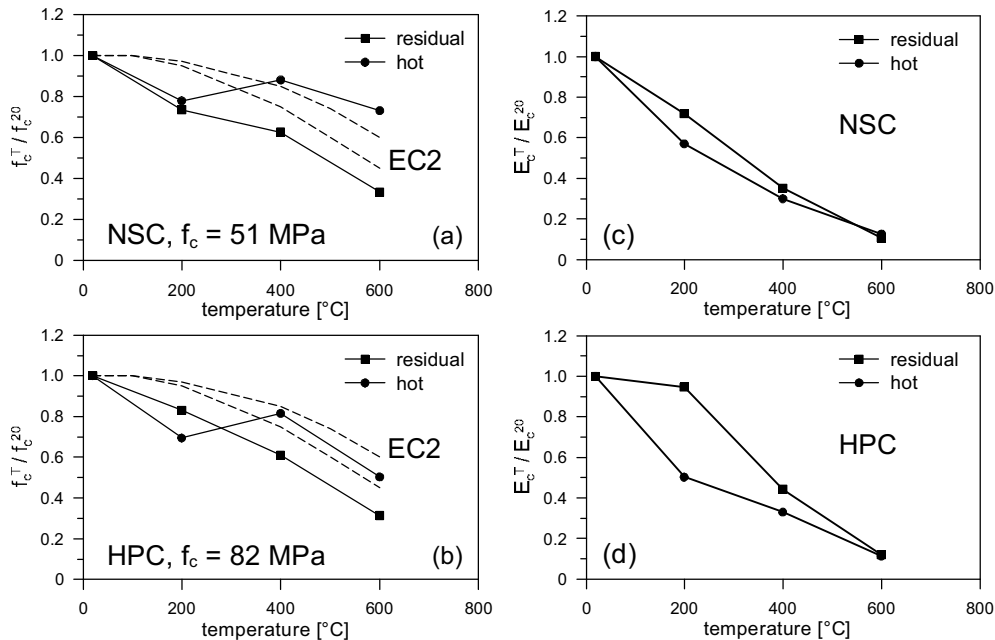 1.2
1.0
0.8
0.6
0.4
0.2
0
f_c^T / f_c^20
residual
hot
EC2
NSC, f_c = 51 MPa
(a)
0 200 400 600 800
temperature [°C]
1.2
1.0
0.8
0.6
0.4
0.2
0
E_c^T / E_c^20
residual
hot
NSC
(c)
0 200 400 600 800
temperature [°C]
1.2
1.0
0.8
0.6
0.4
0.2
0
f_c^T / f_c^20
residual
hot
EC2
HPC, f_c = 82 MPa
(b)
0 200 400 600 800
temperature [°C]
1.2
1.0
0.8
0.6
0.4
0.2
0
E_c^T / E_c^20
residual
hot
HPC
(d)
0 200 400 600 800
temperature [°C]